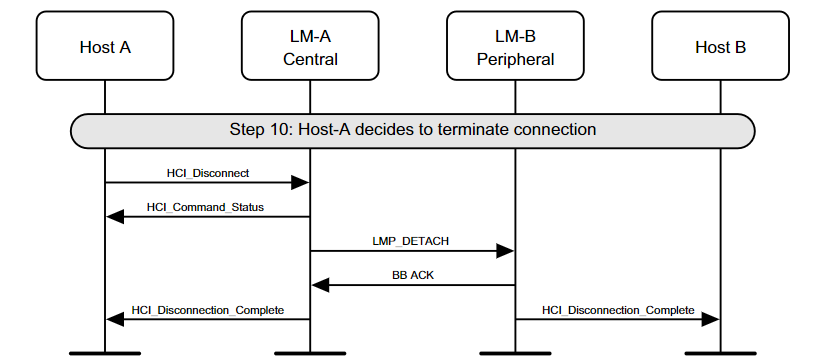 Host A
LM-A
Central
LM-B
Peripheral
Host B
Step 10: Host-A decides to terminate connection
HCI_Disconnect
HCI_Command_Status
LMP_DETACH
BB ACK
HCI_Disconnection_Complete
HCI_Disconnection_Complete